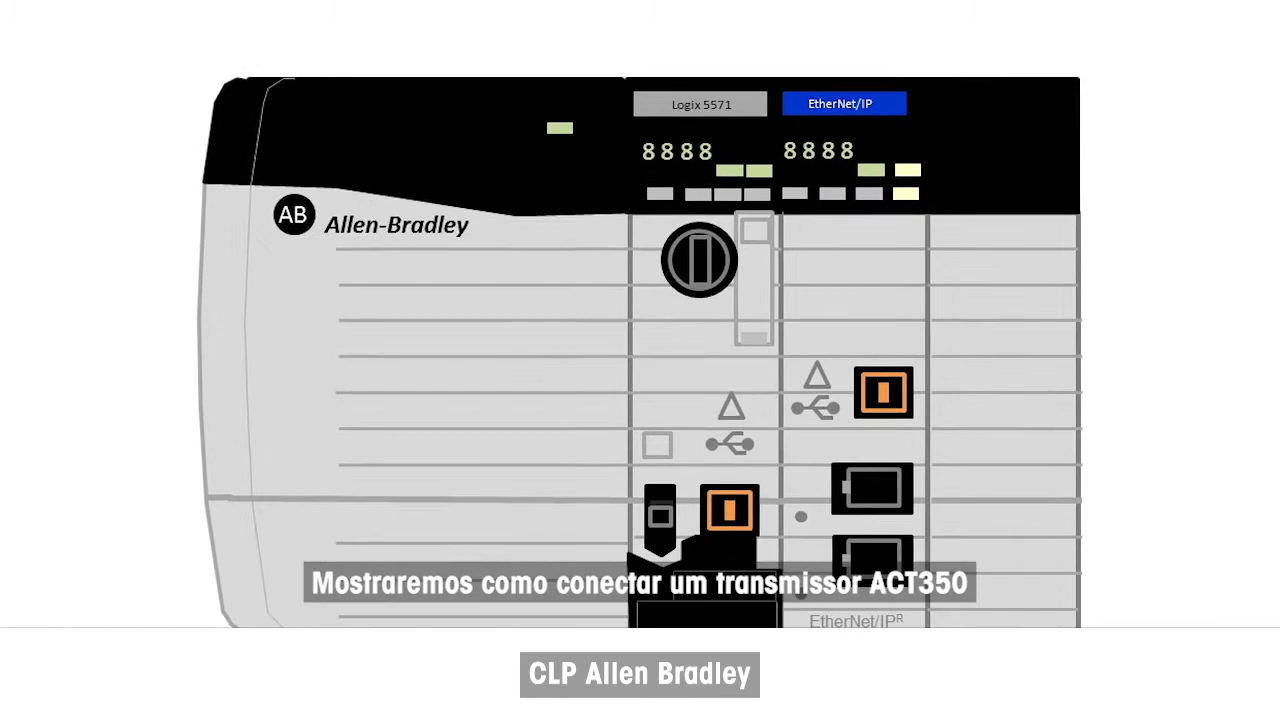 Logix 5571
EtherNet/IP
8888
8888
AB
Allen-Bradley
Mostraremos como conectar um transmissor ACT350
EtherNet/IPR
CLP Allen Bradley